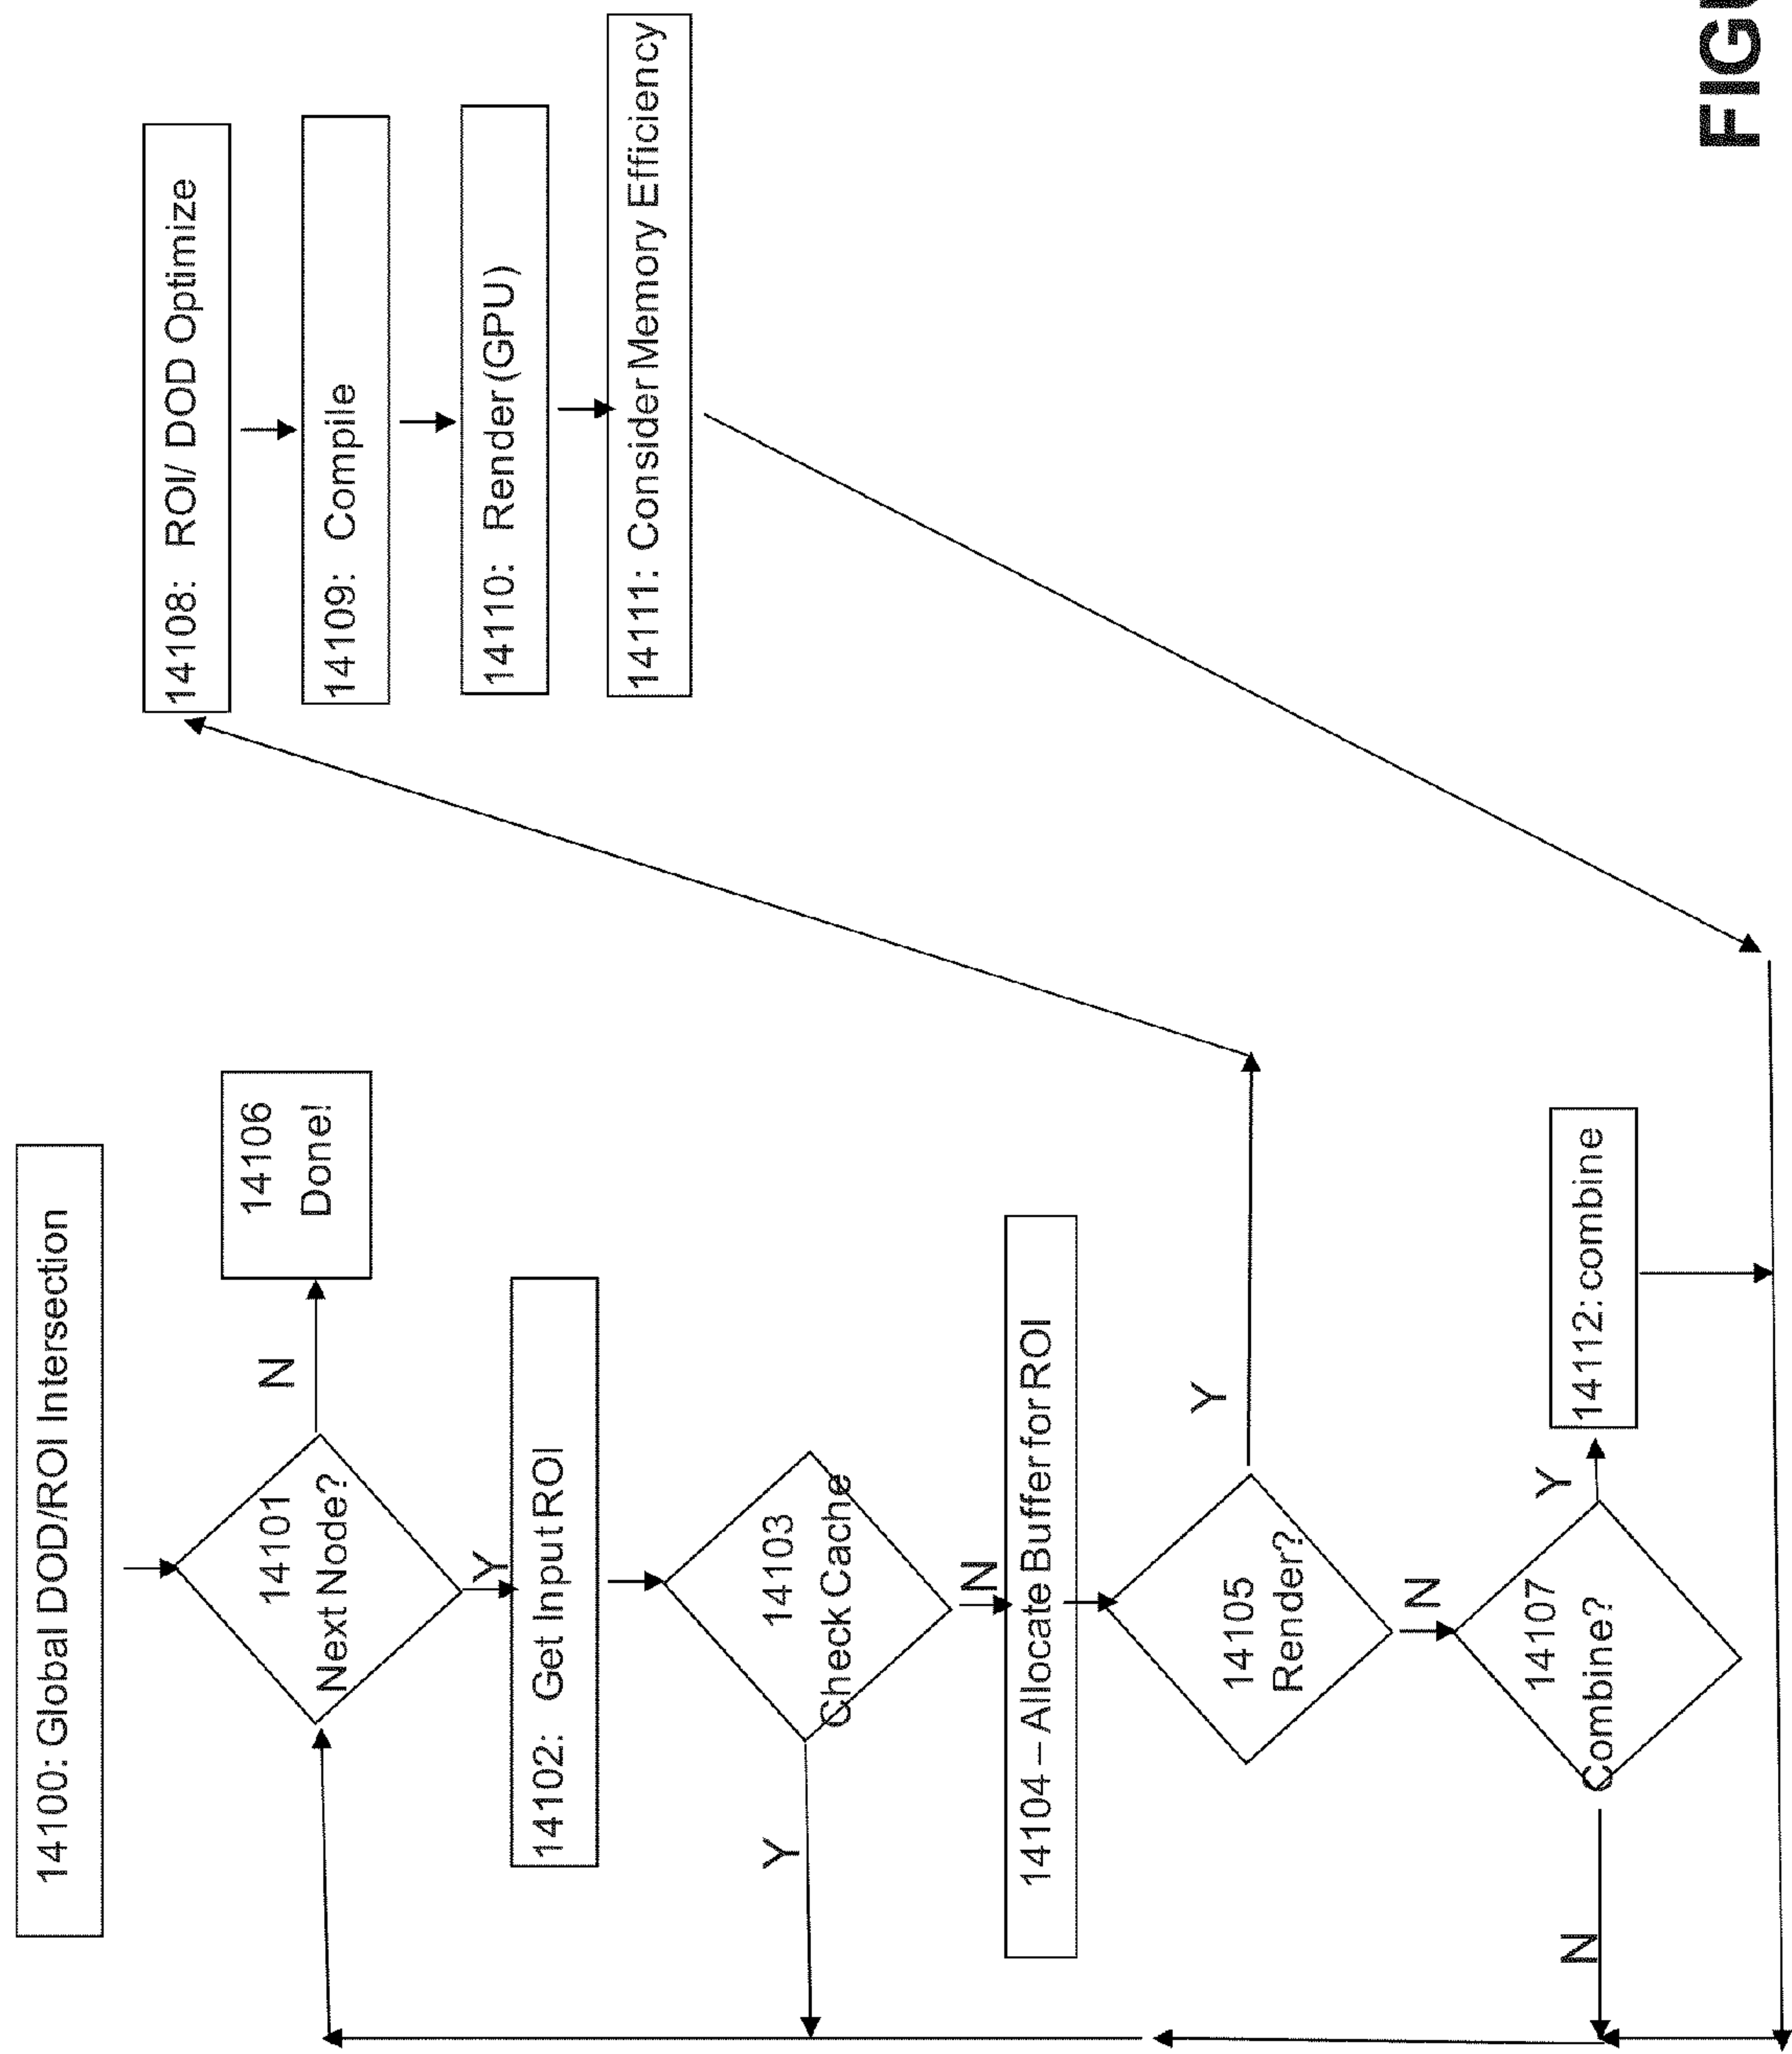 14100: Global DOD/ROI Intersection
14101
Next Node?
N
14106
Done!
Y
14102: Get Input ROI
14103
Check Cache
Y
N
14104 – Allocate Buffer for ROI
14105
Render?
Y
N
14107
Combine?
Y
14112: combine
N
14108: ROI/ DOD Optimize
14109: Compile
14110: Render (GPU)
14111: Consider Memory Efficiency